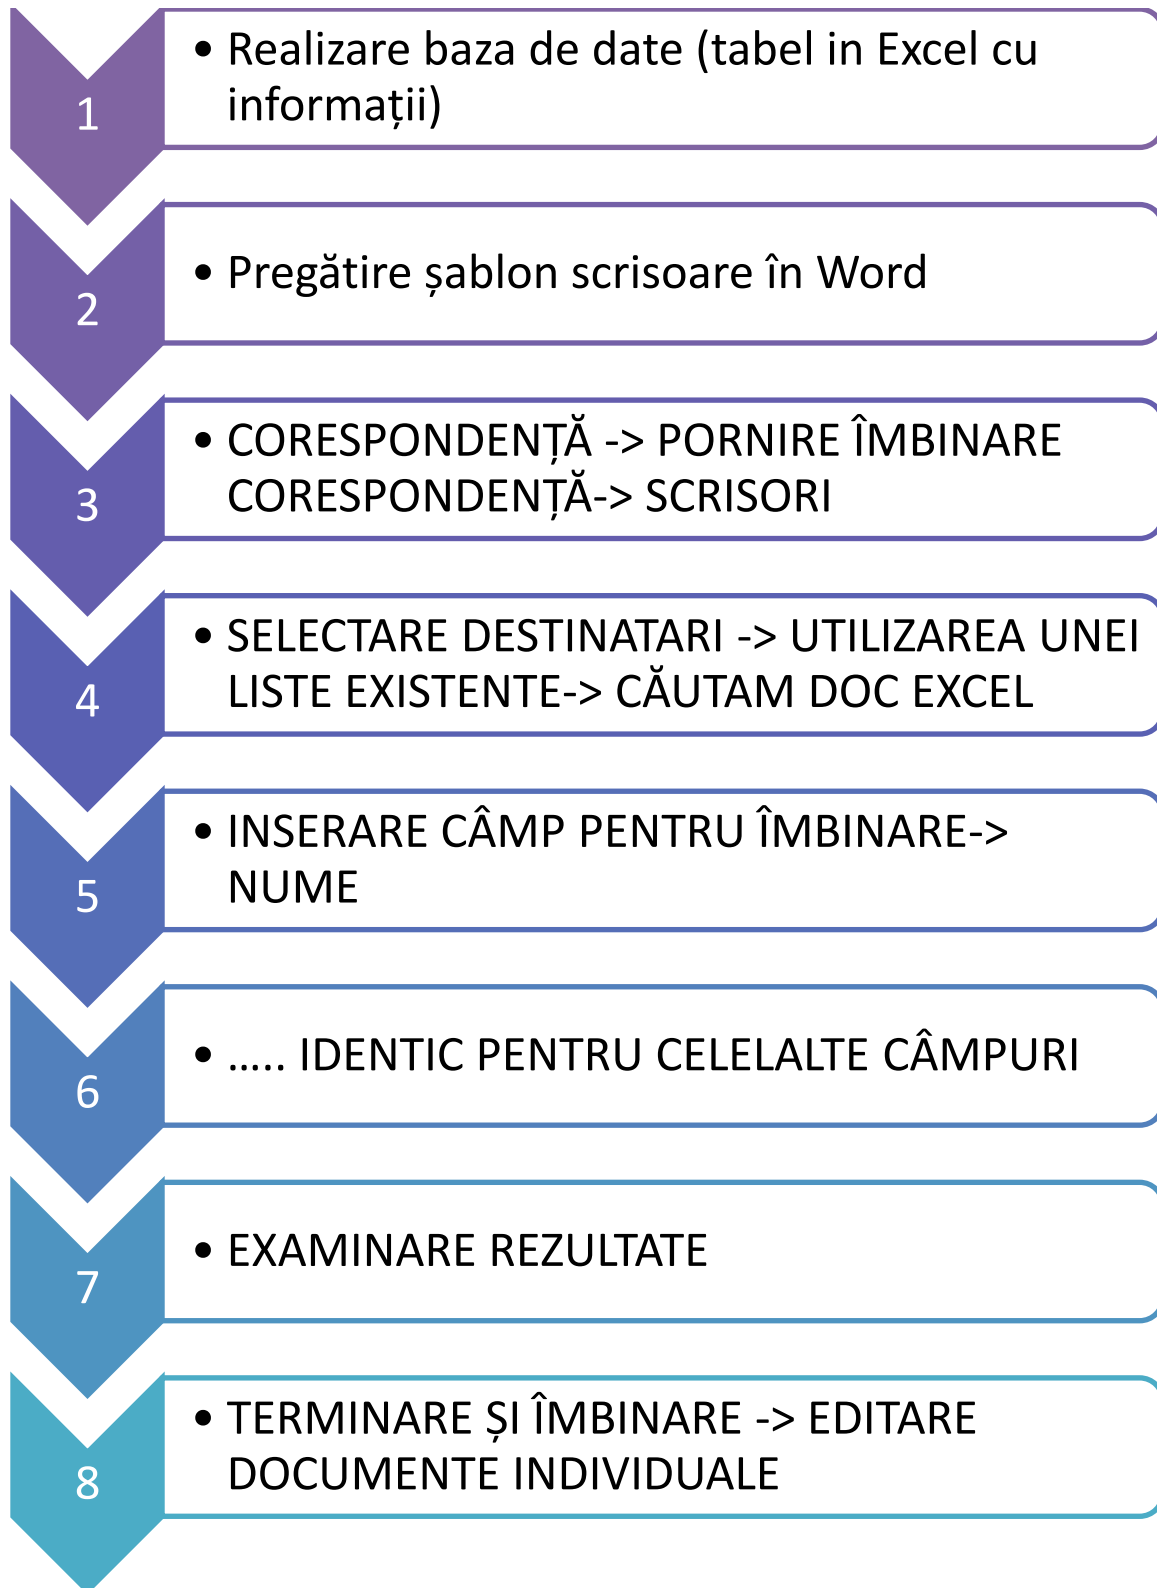 1
• Realizare baza de date (tabel in Excel cu
informații)
2
• Pregătire șablon scrisoare în Word
3
• CORESPONDENȚĂ -> PORNIRE ÎMBINARE
CORESPONDENȚĂ-> SCRISORI
4
• SELECTARE DESTINATARI -> UTILIZAREA UNEI
LISTE EXISTENTE-> CĂUTAM DOC EXCEL
5
• INSERARE CÂMP PENTRU ÎMBINARE->
NUME
6
• ..... IDENTIC PENTRU CELELALTE CÂMPURI
7
• EXAMINARE REZULTATE
8
• TERMINARE ȘI ÎMBINARE -> EDITARE
DOCUMENTE INDIVIDUALE